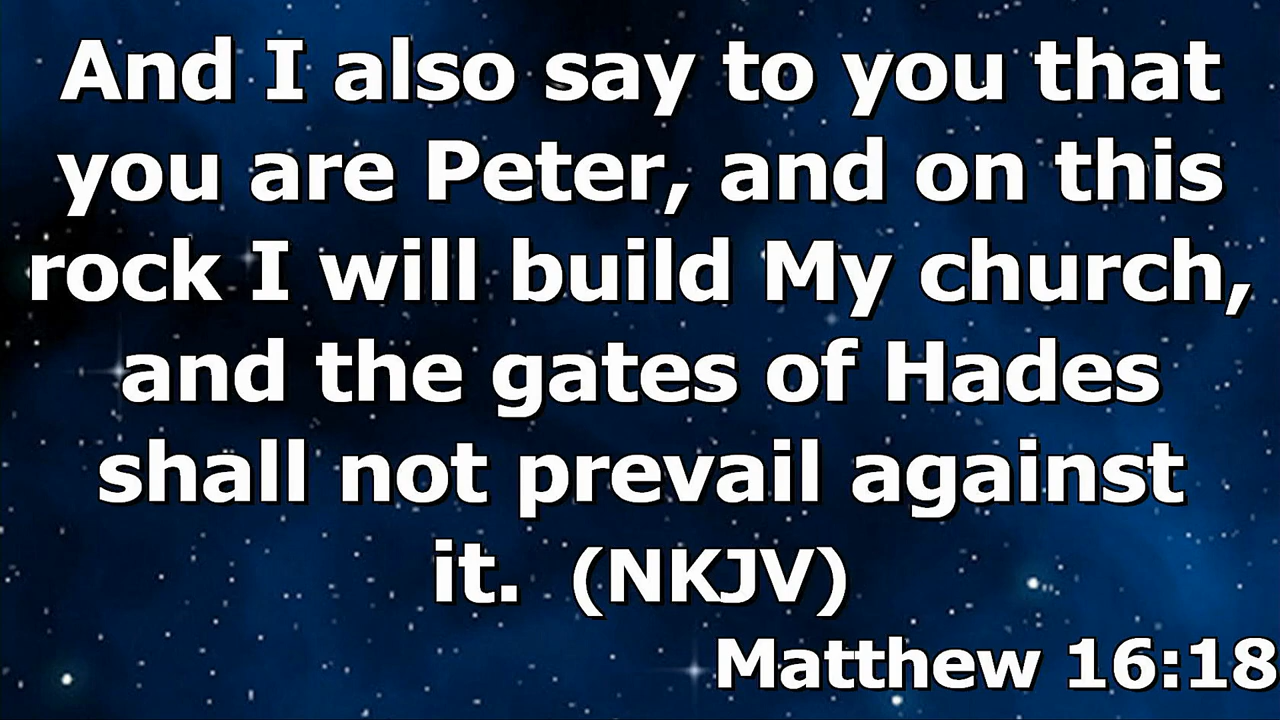 And I also say to you that
you are Peter, and on this
rock I will build My church,
and the gates of Hades
shall not prevail against
it.  (NKJV)
Matthew 16:18